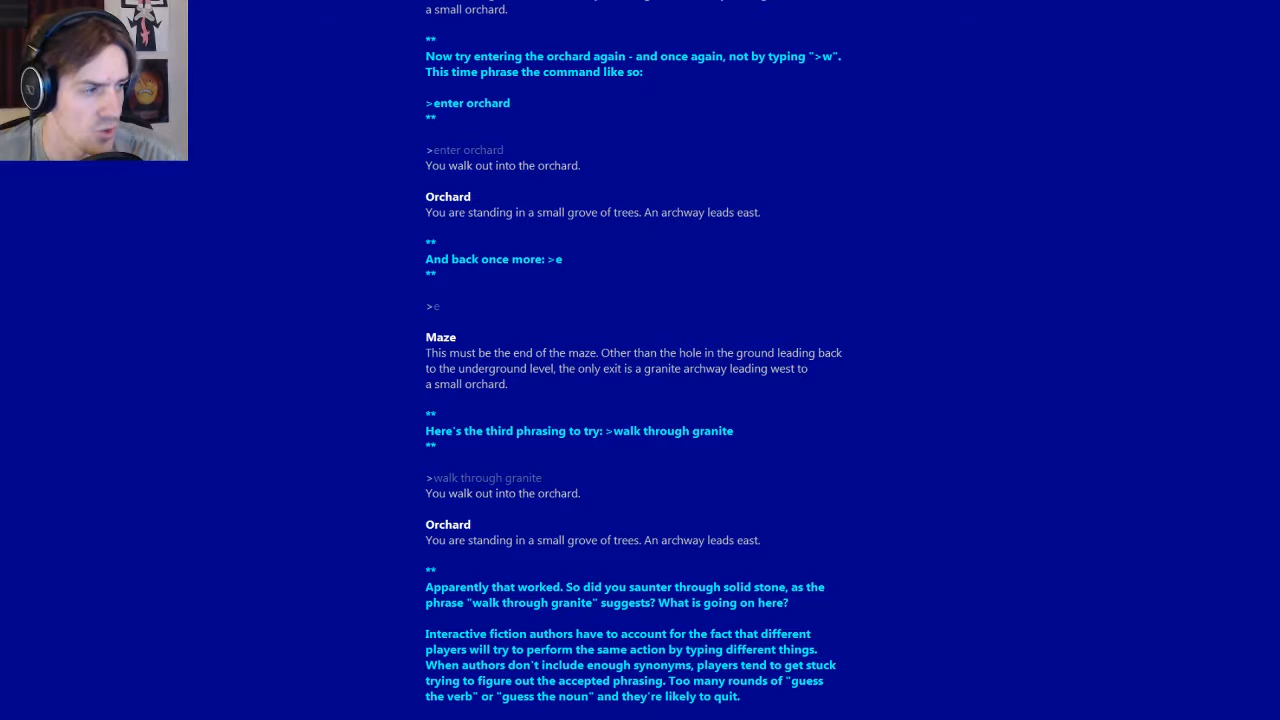 a small orchard.
**
Now try entering the orchard again - and once again, not by typing ">w".
This time phrase the command like so:
>enter orchard
**
>enter orchard
You walk out into the orchard.
Orchard
You are standing in a small grove of trees. An archway leads east.
**
And back once more: >e
**
>e
Maze
This must be the end of the maze. Other than the hole in the ground leading back
to the underground level, the only exit is a granite archway leading west to
a small orchard.
**
Here's the third phrasing to try: >walk through granite
**
>walk through granite
You walk out into the orchard.
Orchard
You are standing in a small grove of trees. An archway leads east.
**
Apparently that worked. So did you saunter through solid stone, as the
phrase "walk through granite" suggests? What is going on here?
Interactive fiction authors have to account for the fact that different
players will try to perform the same action by typing different things.
When authors don't include enough synonyms, players tend to get stuck
trying to figure out the accepted phrasing. Too many rounds of "guess
the verb" or "guess the noun" and they're likely to quit.